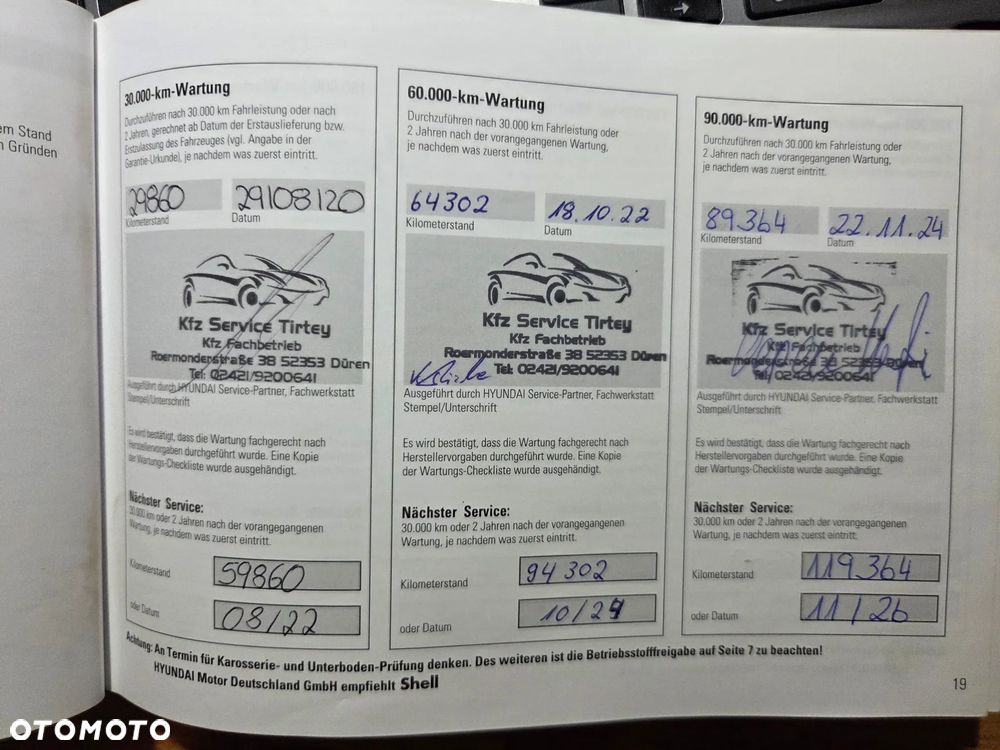 em Stand
n Gründen
30.000-km-Wartung
Durchzuführen nach 30.000 km Fahrleistung oder nach
2 Jahren, gerechnet ab Datum der Erstauslieferung bzw.
Erstzulassung des Fahrzeuges (vgl. Angabe in der
Garantie-Urkunde), je nachdem was zuerst eintritt.
29860
29/08/20
Kilometerstand
Datum
Kfz Service Tirtey
Kfz Fachbetrieb
Roermonderstraße 38 52353 Düren
Tel: 02421/9200641
Ausgeführt durch HYUNDAI Service-Partner, Fachwerkstatt
Stempel/Unterschrift
Es wird bestätigt, dass die Wartung fachgerecht nach
Herstellervorgaben durchgeführt wurde. Eine Kopie
der Wartungs-Checkliste wurde ausgehändigt.
Nächster Service:
30.000 km oder 2 Jahren nach der vorangegangenen
Wartung, je nachdem was zuerst eintritt.
Kilometerstand
59860
oder Datum
08/22
60.000-km-Wartung
Durchzuführen nach 30.000 km Fahrleistung oder
2 Jahren nach der vorangegangenen Wartung,
je nachdem was zuerst eintritt.
64302
18.10.22
Kilometerstand
Datum
Kfz Service Tirtey
Kfz Fachbetrieb
Roermonderstraße 38 52353 Düren
Tel: 02421/9200641
Ausgeführt durch HYUNDAI Service-Partner, Fachwerkstatt
Stempel/Unterschrift
Es wird bestätigt, dass die Wartung fachgerecht nach
Herstellervorgaben durchgeführt wurde. Eine Kopie
der Wartungs-Checkliste wurde ausgehändigt.
Nächster Service:
30.000 km oder 2 Jahren nach der vorangegangenen
Wartung, je nachdem was zuerst eintritt.
Kilometerstand
94302
oder Datum
10/24
90.000-km-Wartung
Durchzuführen nach 30.000 km Fahrleistung oder
2 Jahren nach der vorangegangenen Wartung,
je nachdem was zuerst eintritt.
89.364
22.11.24
Kilometerstand
Datum
Kfz Service Tirtey
Kfz Fachbetrieb
Roermonderstraße 38 52353 Düren
Tel: 02421/9200641
Ausgeführt durch HYUNDAI Service-Partner, Fachwerkstatt
Stempel/Unterschrift
Es wird bestätigt, dass die Wartung fachgerecht nach
Herstellervorgaben durchgeführt wurde. Eine Kopie
der Wartungs-Checkliste wurde ausgehändigt.
Nächster Service:
30.000 km oder 2 Jahren nach der vorangegangenen
Wartung, je nachdem was zuerst eintritt.
Kilometerstand
119.364
oder Datum
11/26
Achtung: An Termin für Karosserie- und Unterboden-Prüfung denken. Des weiteren ist die Betriebsstofffreigabe auf Seite 7 zu beachten!
HYUNDAI Motor Deutschland GmbH empfiehlt Shell
19
OTOMOTO